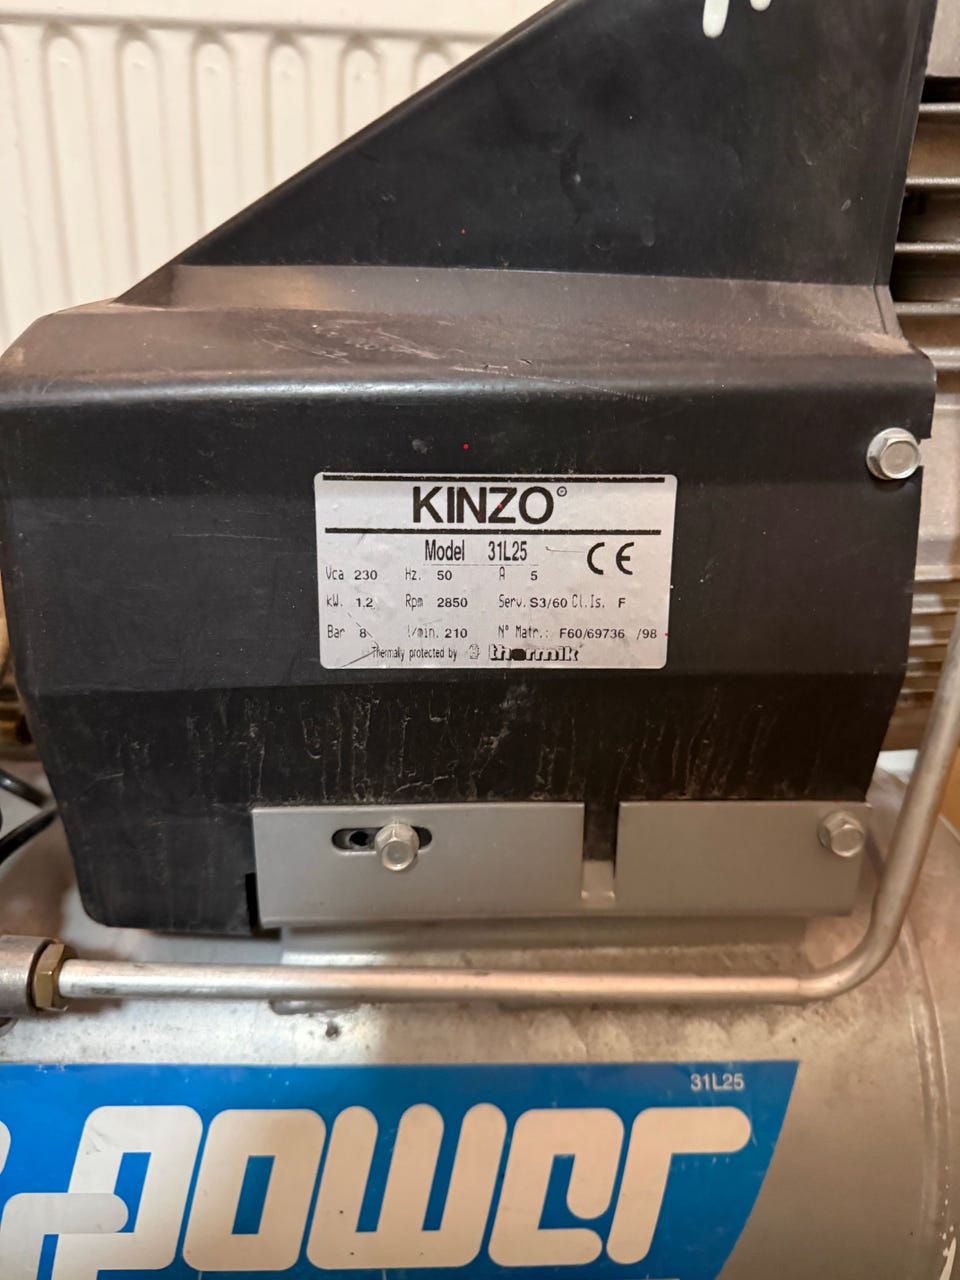 KINZO®
Model 31L25 CE
Vca 230 Hz. 50 A 5
kW. 1,2 Rpm 2850 Serv. S3/60 Cl.Is. F
Bar 8 l/min. 210 N° Matr.: F60/69736 /98
Thermally protected by thermik
31L25
power